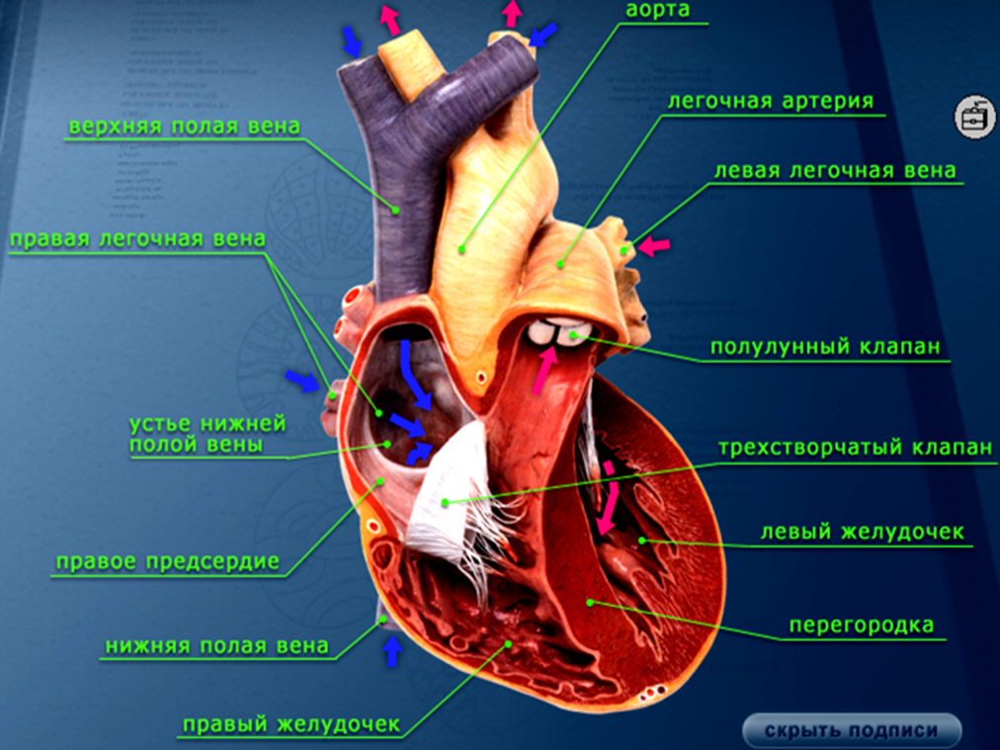 аорта
легочная артерия
верхняя полая вена
левая легочная вена
правая легочная вена
полулунный клапан
устье нижней
полой вены
трехстворчатый клапан
левый желудочек
правое предсердие
перегородка
нижняя полая вена
правый желудочек
скрыть подписи